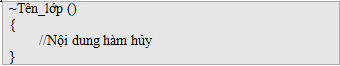 ~Tên_lớp ()
{
//Nội dung hàm hủy
}